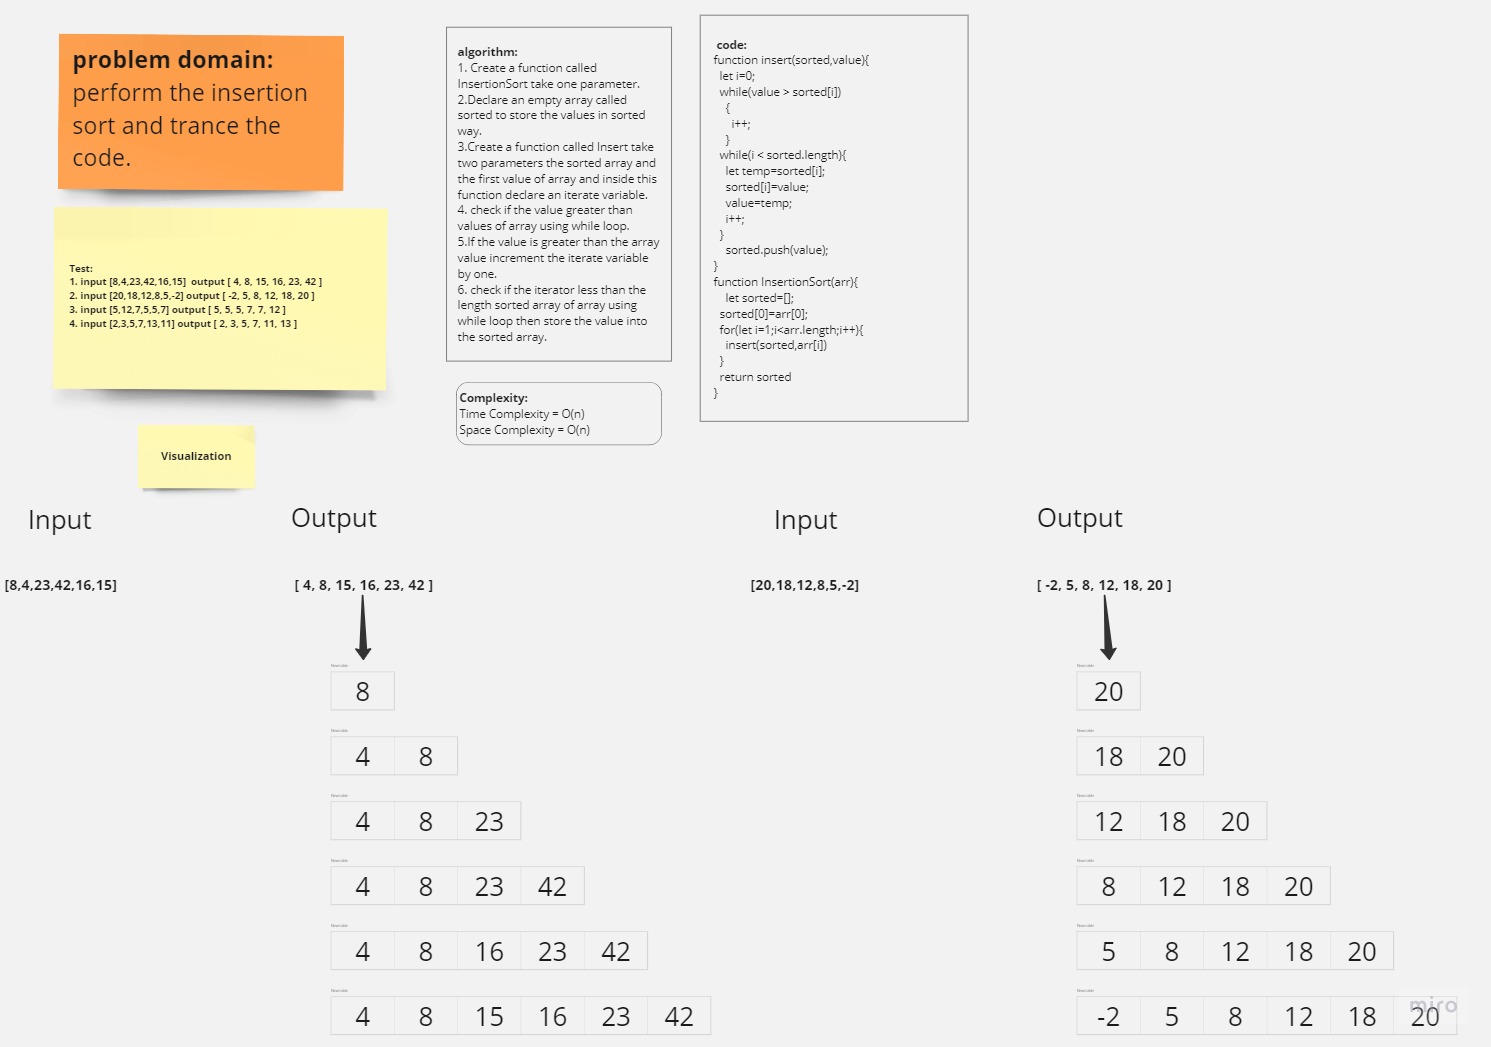 problem domain:
perform the insertion
sort and trance the
code.
Test:
1. input [8,4,23,42,16,15]  output [ 4, 8, 15, 16, 23, 42 ]
2. input [20,18,12,8,5,-2] output [ -2, 5, 8, 12, 18, 20 ]
3. input [5,12,7,5,5,7] output [ 5, 5, 5, 7, 7, 12 ]
4. input [2,3,5,7,13,11] output [ 2, 3, 5, 7, 11, 13 ]
Visualization
algorithm:
1. Create a function called
InsertionSort take one parameter.
2.Declare an empty array called
sorted to store the values in sorted
way.
3.Create a function called Insert take
two parameters the sorted array and
the first value of array and inside this
function declare an iterate variable.
4. check if the value greater than
values of array using while loop.
5.If the value is greater than the array
value increment the iterate variable
by one.
6. check if the iterator less than the
length sorted array of array using
while loop then store the value into
the sorted array.
Complexity:
Time Complexity = O(n)
Space Complexity = O(n)
code:
function insert(sorted,value){
let i=0;
while(value > sorted[i])
{
i++;
}
while(i < sorted.length){
let temp=sorted[i];
sorted[i]=value;
value=temp;
i++;
}
sorted.push(value);
}
function InsertionSort(arr){
let sorted=[];
sorted[0]=arr[0];
for(let i=1;i<arr.length;i++){
insert(sorted,arr[i])
}
return sorted
}
Input
Output
[8,4,23,42,16,15]
[ 4, 8, 15, 16, 23, 42 ]
8
4 8
4 8 23
4 8 23 42
4 8 16 23 42
4 8 15 16 23 42
Input
Output
[20,18,12,8,5,-2]
[ -2, 5, 8, 12, 18, 20 ]
20
18 20
12 18 20
8 12 18 20
5 8 12 18 20
-2 5 8 12 18 20
miro